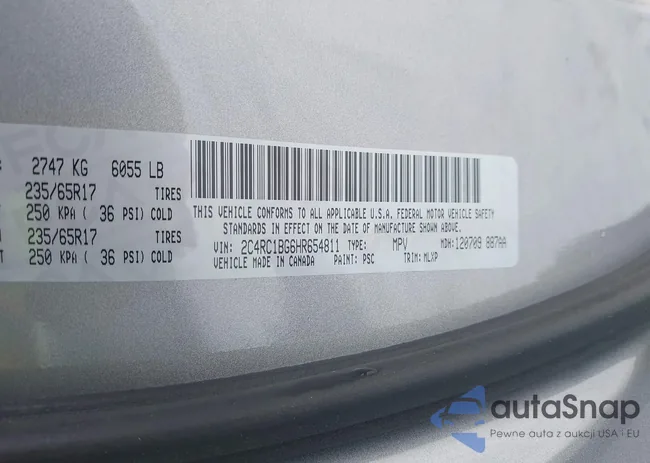 2747 KG 6055 LB
235/65R17 TIRES
250 KPA ( 36 PSI) COLD
235/65R17 TIRES
250 KPA ( 36 PSI) COLD
THIS VEHICLE CONFORMS TO ALL APPLICABLE U.S.A. FEDERAL MOTOR VEHICLE SAFETY
STANDARDS IN EFFECT ON THE DATE OF MANUFACTURE SHOWN ABOVE.
VIN: 2C4RC1BG6HR654811 TYPE: MPV MDH: 120709 887AA
VEHICLE MADE IN CANADA PAINT: PSC TRIM: MLXP
autaSnap
Pewne auta z aukcji USA i EU